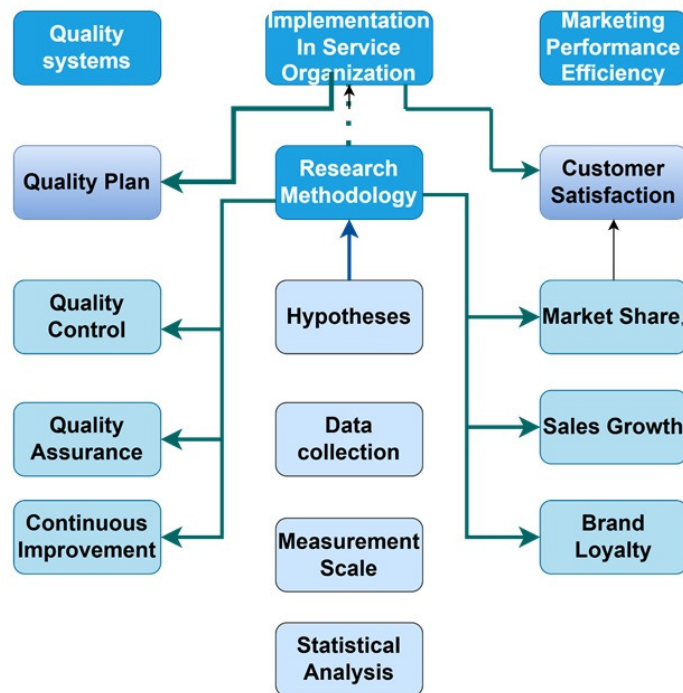 Quality
systems
Implementation
In Service
Organization
Marketing
Performance
Efficiency
Quality Plan
Research
Methodology
Customer
Satisfaction
Quality
Control
Hypotheses
Market Share,
Quality
Assurance
Data
collection
Sales Growth
Continuous
Improvement
Measurement
Scale
Brand
Loyalty
Statistical
Analysis